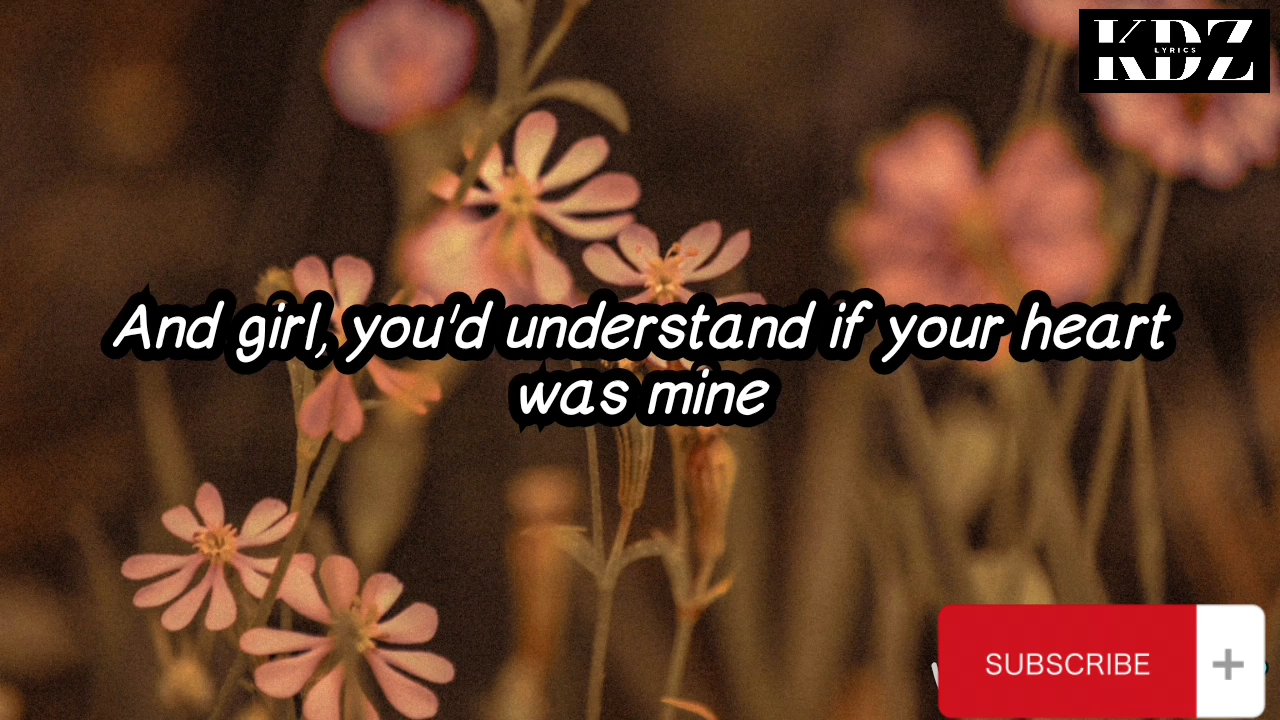 KDZ
LYRICS
And girl, you'd understand if your heart
was mine
SUBSCRIBE